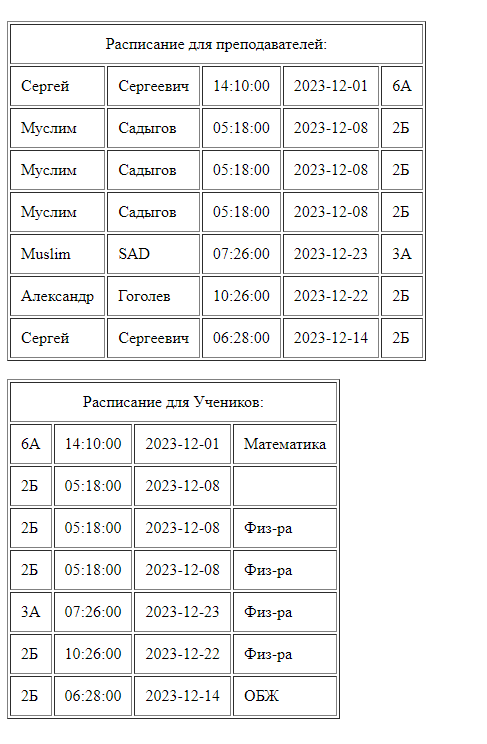 Расписание для преподавателей:
Сергей Сергеевич 14:10:00 2023-12-01 6А
Муслим Садыгов 05:18:00 2023-12-08 2Б
Муслим Садыгов 05:18:00 2023-12-08 2Б
Муслим Садыгов 05:18:00 2023-12-08 2Б
Muslim SAD 07:26:00 2023-12-23 3А
Александр Гоголев 10:26:00 2023-12-22 2Б
Сергей Сергеевич 06:28:00 2023-12-14 2Б
Расписание для Учеников:
6А 14:10:00 2023-12-01 Математика
2Б 05:18:00 2023-12-08
2Б 05:18:00 2023-12-08 Физ-ра
2Б 05:18:00 2023-12-08 Физ-ра
3А 07:26:00 2023-12-23 Физ-ра
2Б 10:26:00 2023-12-22 Физ-ра
2Б 06:28:00 2023-12-14 ОБЖ